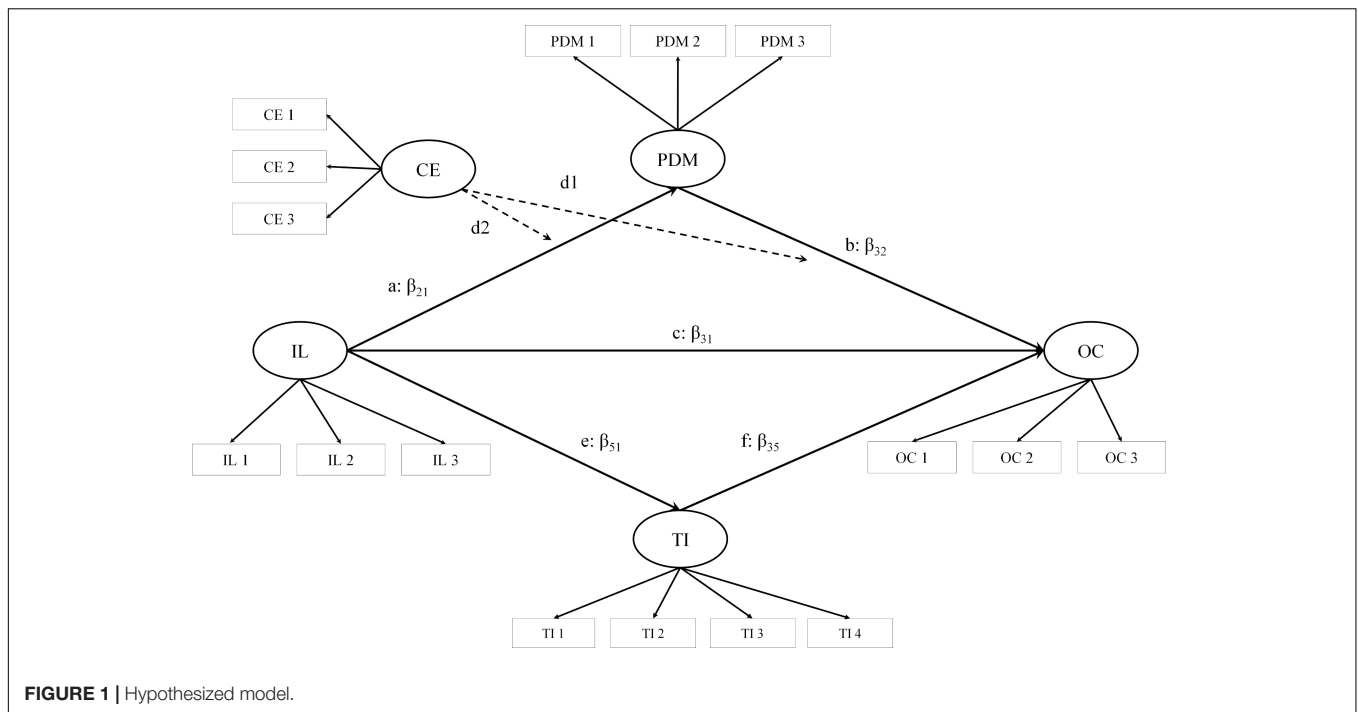 PDM 1
PDM 2
PDM 3
CE 1
CE 2
CE 3
CE
PDM
d1
d2
b: β32
a: β21
IL
c: β31
OC
IL 1
IL 2
IL 3
e: β51
f: β35
OC 1
OC 2
OC 3
TI
TI 1
TI 2
TI 3
TI 4
FIGURE 1 | Hypothesized model.